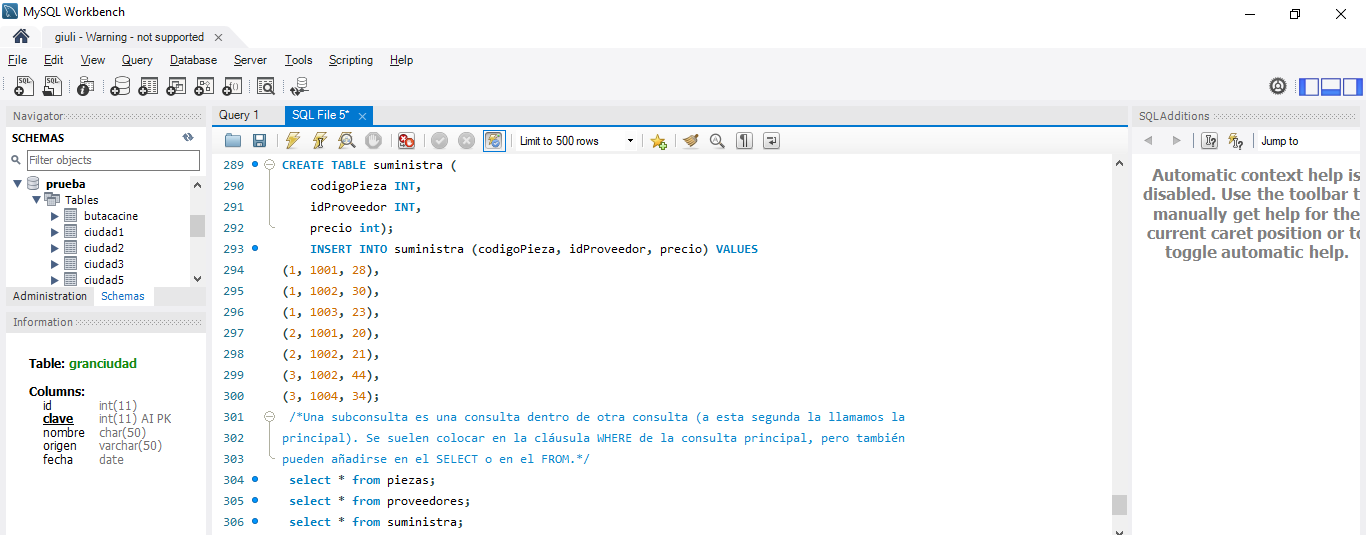 MySQL Workbench
giuli - Warning - not supported
File Edit View Query Database Server Tools Scripting Help
Navigator
SCHEMAS
Filter objects
prueba
Tables
butacacine
ciudad1
ciudad2
ciudad3
ciudad5
Administration Schemas
Information
Table: granciudad
Columns:
id int(11)
clave int(11) AI PK
nombre char(50)
origen varchar(50)
fecha date
Query 1
SQL File 5*
Limit to 500 rows
289 CREATE TABLE suministra (
290 codigoPieza INT,
291 idProveedor INT,
292 precio int);
293 INSERT INTO suministra (codigoPieza, idProveedor, precio) VALUES
294 (1, 1001, 28),
295 (1, 1002, 30),
296 (1, 1003, 23),
297 (2, 1001, 20),
298 (2, 1002, 21),
299 (3, 1002, 44),
300 (3, 1004, 34);
301 /*Una subconsulta es una consulta dentro de otra consulta (a esta segunda la llamamos la
302 principal). Se suelen colocar en la cláusula WHERE de la consulta principal, pero también
303 pueden añadirse en el SELECT o en el FROM.*/
304 select * from piezas;
305 select * from proveedores;
306 select * from suministra;
SQLAdditions
Jump to
Automatic context help is
disabled. Use the toolbar t
manually get help for the
current caret position or to
toggle automatic help.